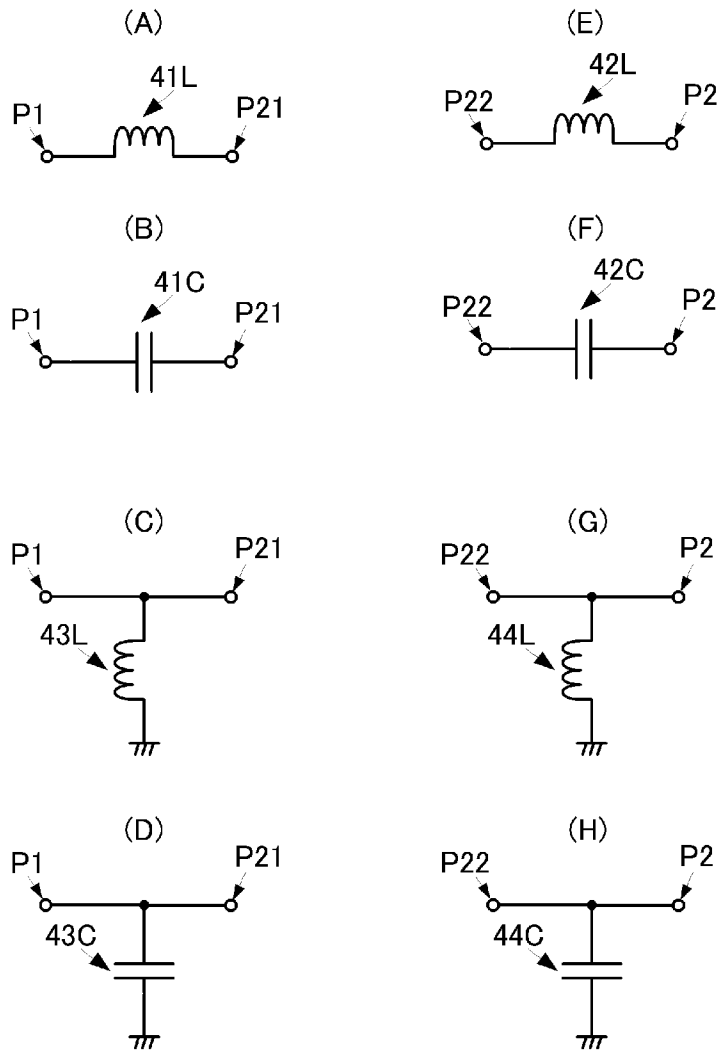 (A)
41L
P1
P21
(E)
42L
P22
P2
(B)
41C
P1
P21
(F)
42C
P22
P2
(C)
P1
P21
43L
(G)
P22
P2
44L
(D)
P1
P21
43C
(H)
P22
P2
44C